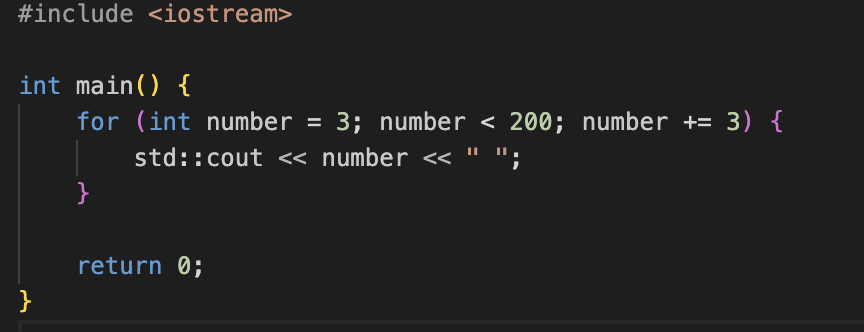 #include <iostream>
int main() {
    for (int number = 3; number < 200; number += 3) {
        std::cout << number << " ";
    }
    return 0;
}